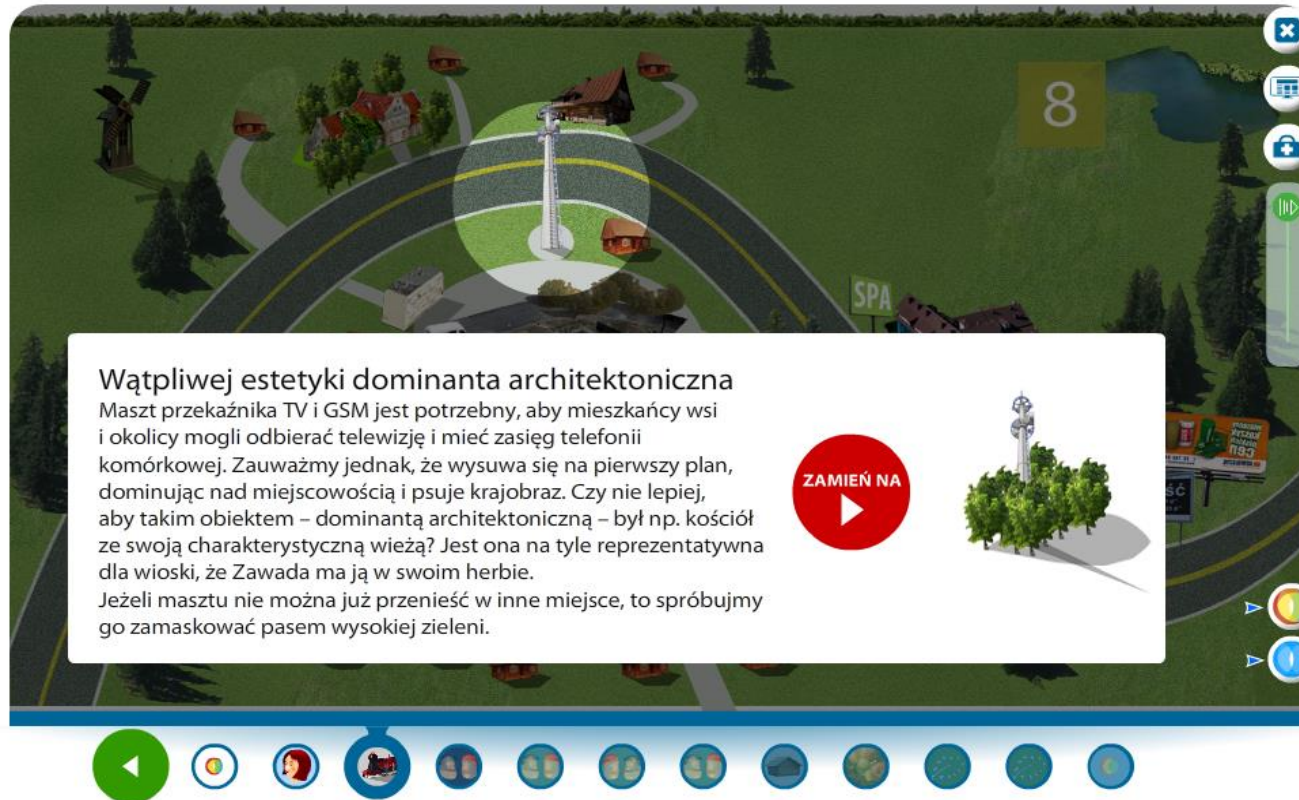 8
SPA
Wątpliwej estetyki dominanta architektoniczna
Maszt przekaźnika TV i GSM jest potrzebny, aby mieszkańcy wsi
i okolicy mogli odbierać telewizję i mieć zasięg telefonii
komórkowej. Zauważmy jednak, że wysuwa się na pierwszy plan,
dominując nad miejscowością i psuje krajobraz. Czy nie lepiej,
aby takim obiektem – dominantą architektoniczną – był np. kościół
ze swoją charakterystyczną wieżą? Jest ona na tyle reprezentatywna
dla wioski, że Zawada ma ją w swoim herbie.
Jeżeli masztu nie można już przenieść w inne miejsce, to spróbujmy
go zamaskować pasem wysokiej zieleni.
ZAMIEŃ NA